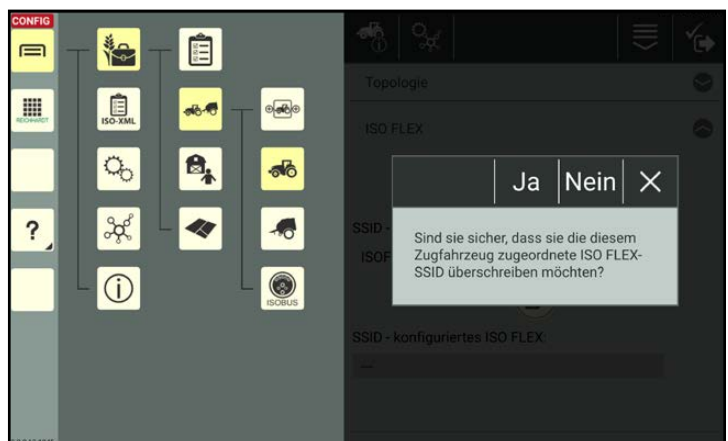 CONFIG
REICHHARDT
ISO-XML
?
ISOBUS
Topologie
ISO FLEX
SSID -
ISOF
Ja
Nein
Sind sie sicher, dass sie die diesem
Zugfahrzeug zugeordnete ISO FLEX-
SSID überschreiben möchten?
SSID - konfiguriertes ISO FLEX:
---